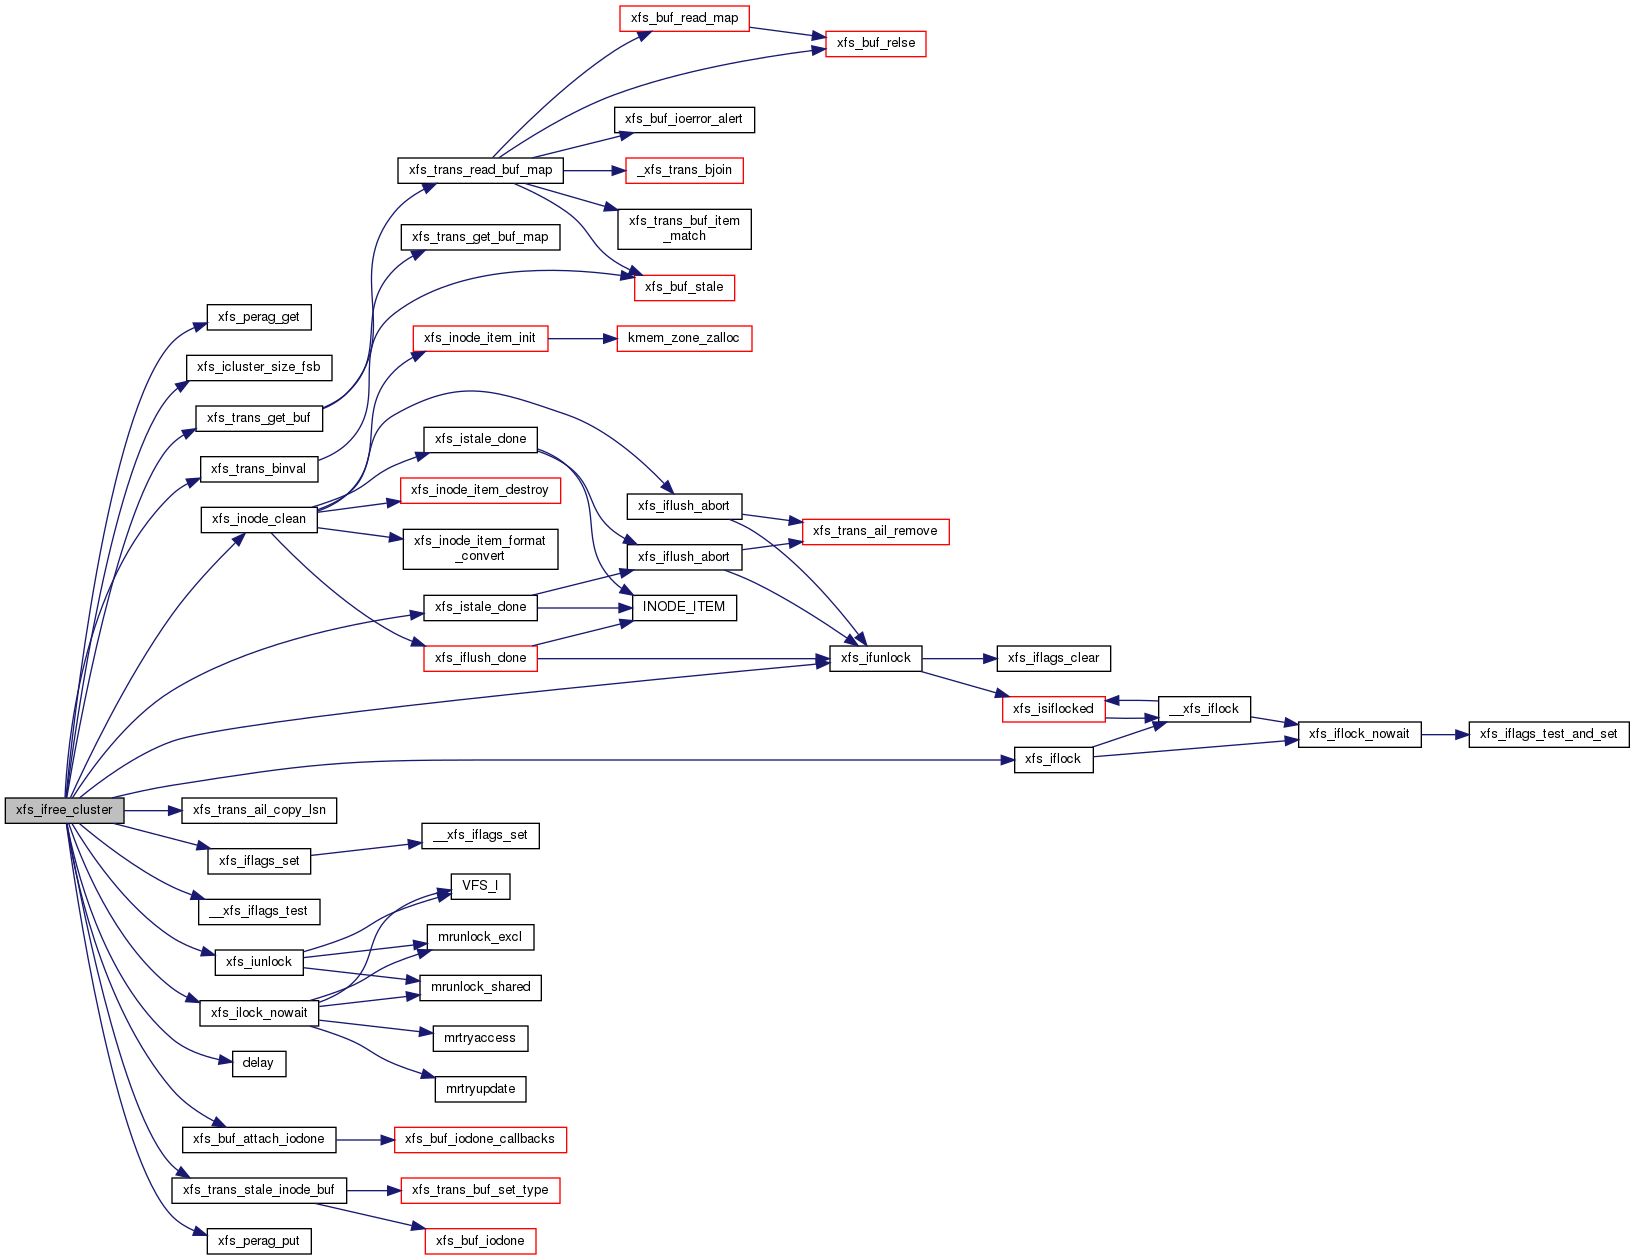 xfs_buf_read_map
xfs_buf_relse
xfs_buf_ioerror_alert
xfs_trans_read_buf_map
_xfs_trans_bjoin
xfs_trans_buf_item
_match
xfs_trans_get_buf_map
xfs_buf_stale
xfs_perag_get
xfs_inode_item_init
kmem_zone_zalloc
xfs_icluster_size_fsb
xfs_trans_get_buf
xfs_istale_done
xfs_trans_binval
xfs_inode_item_destroy
xfs_iflush_abort
xfs_inode_clean
xfs_trans_ail_remove
xfs_inode_item_format
_convert
xfs_iflush_abort
xfs_istale_done
INODE_ITEM
xfs_iflush_done
xfs_ifunlock
xfs_iflags_clear
xfs_isiflocked
__xfs_iflock
xfs_iflock_nowait
xfs_iflags_test_and_set
xfs_iflock
xfs_ifree_cluster
xfs_trans_ail_copy_lsn
__xfs_iflags_set
xfs_iflags_set
VFS_I
__xfs_iflags_test
mrunlock_excl
xfs_iunlock
mrunlock_shared
xfs_ilock_nowait
mrtryaccess
delay
mrtryupdate
xfs_buf_attach_iodone
xfs_buf_iodone_callbacks
xfs_trans_stale_inode_buf
xfs_trans_buf_set_type
xfs_perag_put
xfs_buf_iodone